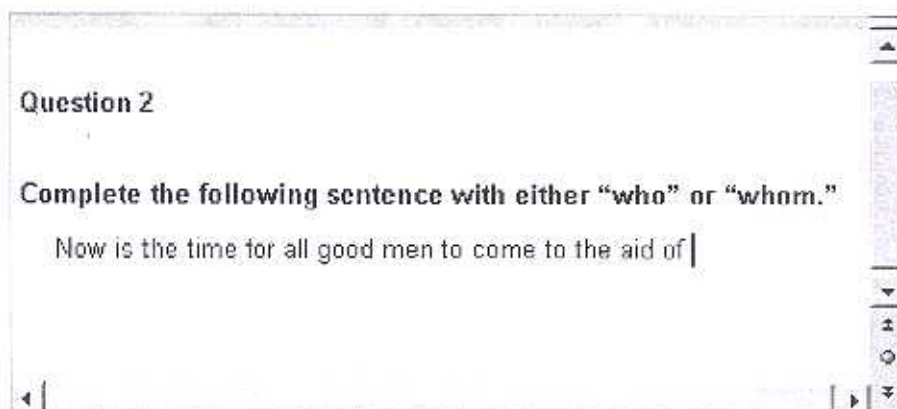 Question 2
Complete the following sentence with either “who” or “whom.”
Now is the time for all good men to come to the aid of